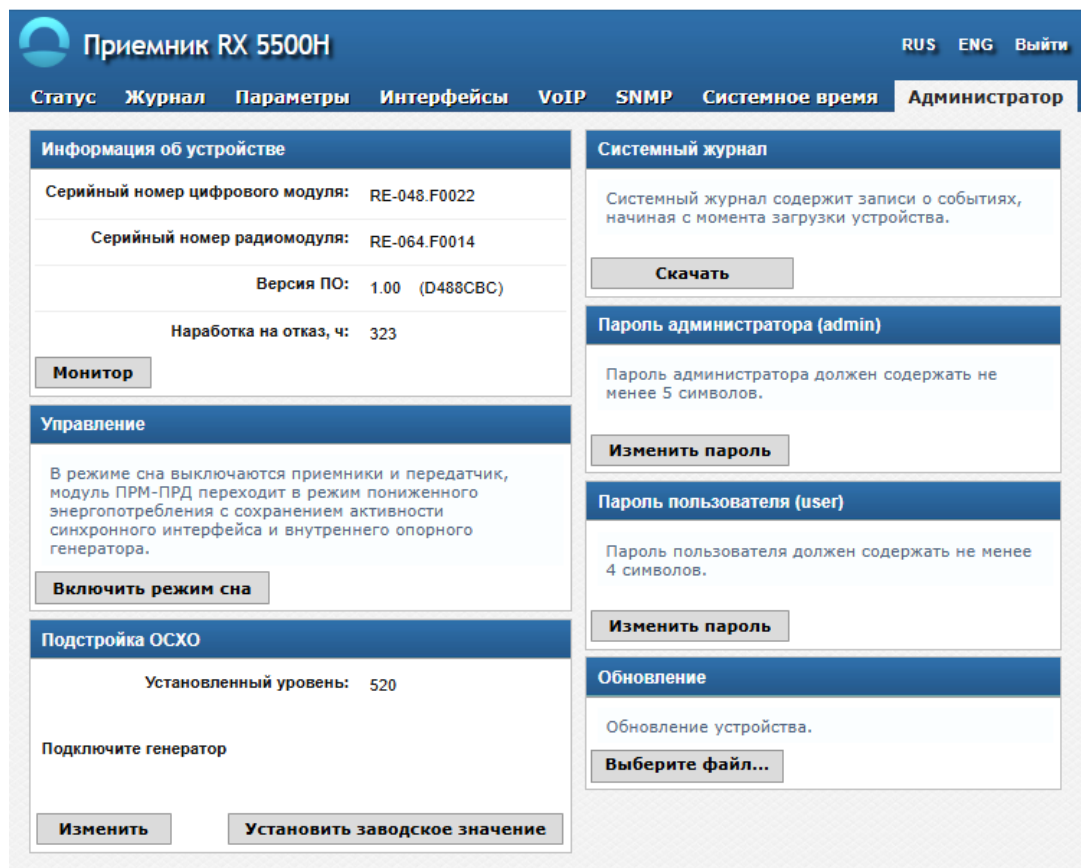 Приемник RX 5500H
RUS ENG Выйти
Статус Журнал Параметры Интерфейсы VoIP SNMP Системное время Администратор
Информация об устройстве
Серийный номер цифрового модуля: RE-048.F0022
Серийный номер радиомодуля: RE-064.F0014
Версия ПО: 1.00 (D488CBC)
Наработка на отказ, ч: 323
Монитор
Управление
В режиме сна выключаются приемники и передатчик,
модуль ПРМ-ПРД переходит в режим пониженного
энергопотребления с сохранением активности
синхронного интерфейса и внутреннего опорного
генератора.
Включить режим сна
Подстройка OCXO
Установленный уровень: 520
Подключите генератор
Изменить Установить заводское значение
Системный журнал
Системный журнал содержит записи о событиях,
начиная с момента загрузки устройства.
Скачать
Пароль администратора (admin)
Пароль администратора должен содержать не
менее 5 символов.
Изменить пароль
Пароль пользователя (user)
Пароль пользователя должен содержать не менее
4 символов.
Изменить пароль
Обновление
Обновление устройства.
Выберите файл...